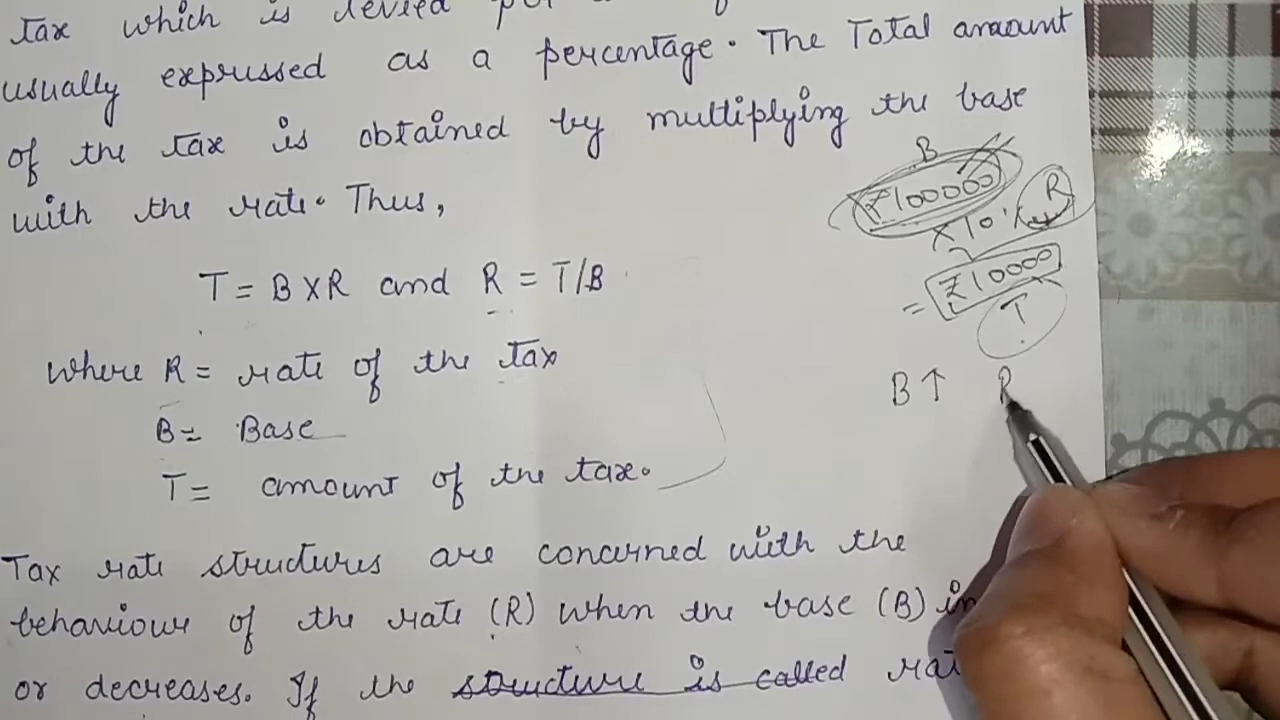 tax which is levied
usually expressed as a percentage. The Total amount
of the tax is obtained by multiplying the base
with the rate. Thus,
T = B X R and R = T/B
where R = rate of the tax
B = Base
T = amount of the tax.
Tax rate structures are concerned with the
behaviour of the rate (R) when the base (B) in
or decreases. If the structure is called rat
B
₹100000
X 10% R
= ₹10000
T
B ↑ R